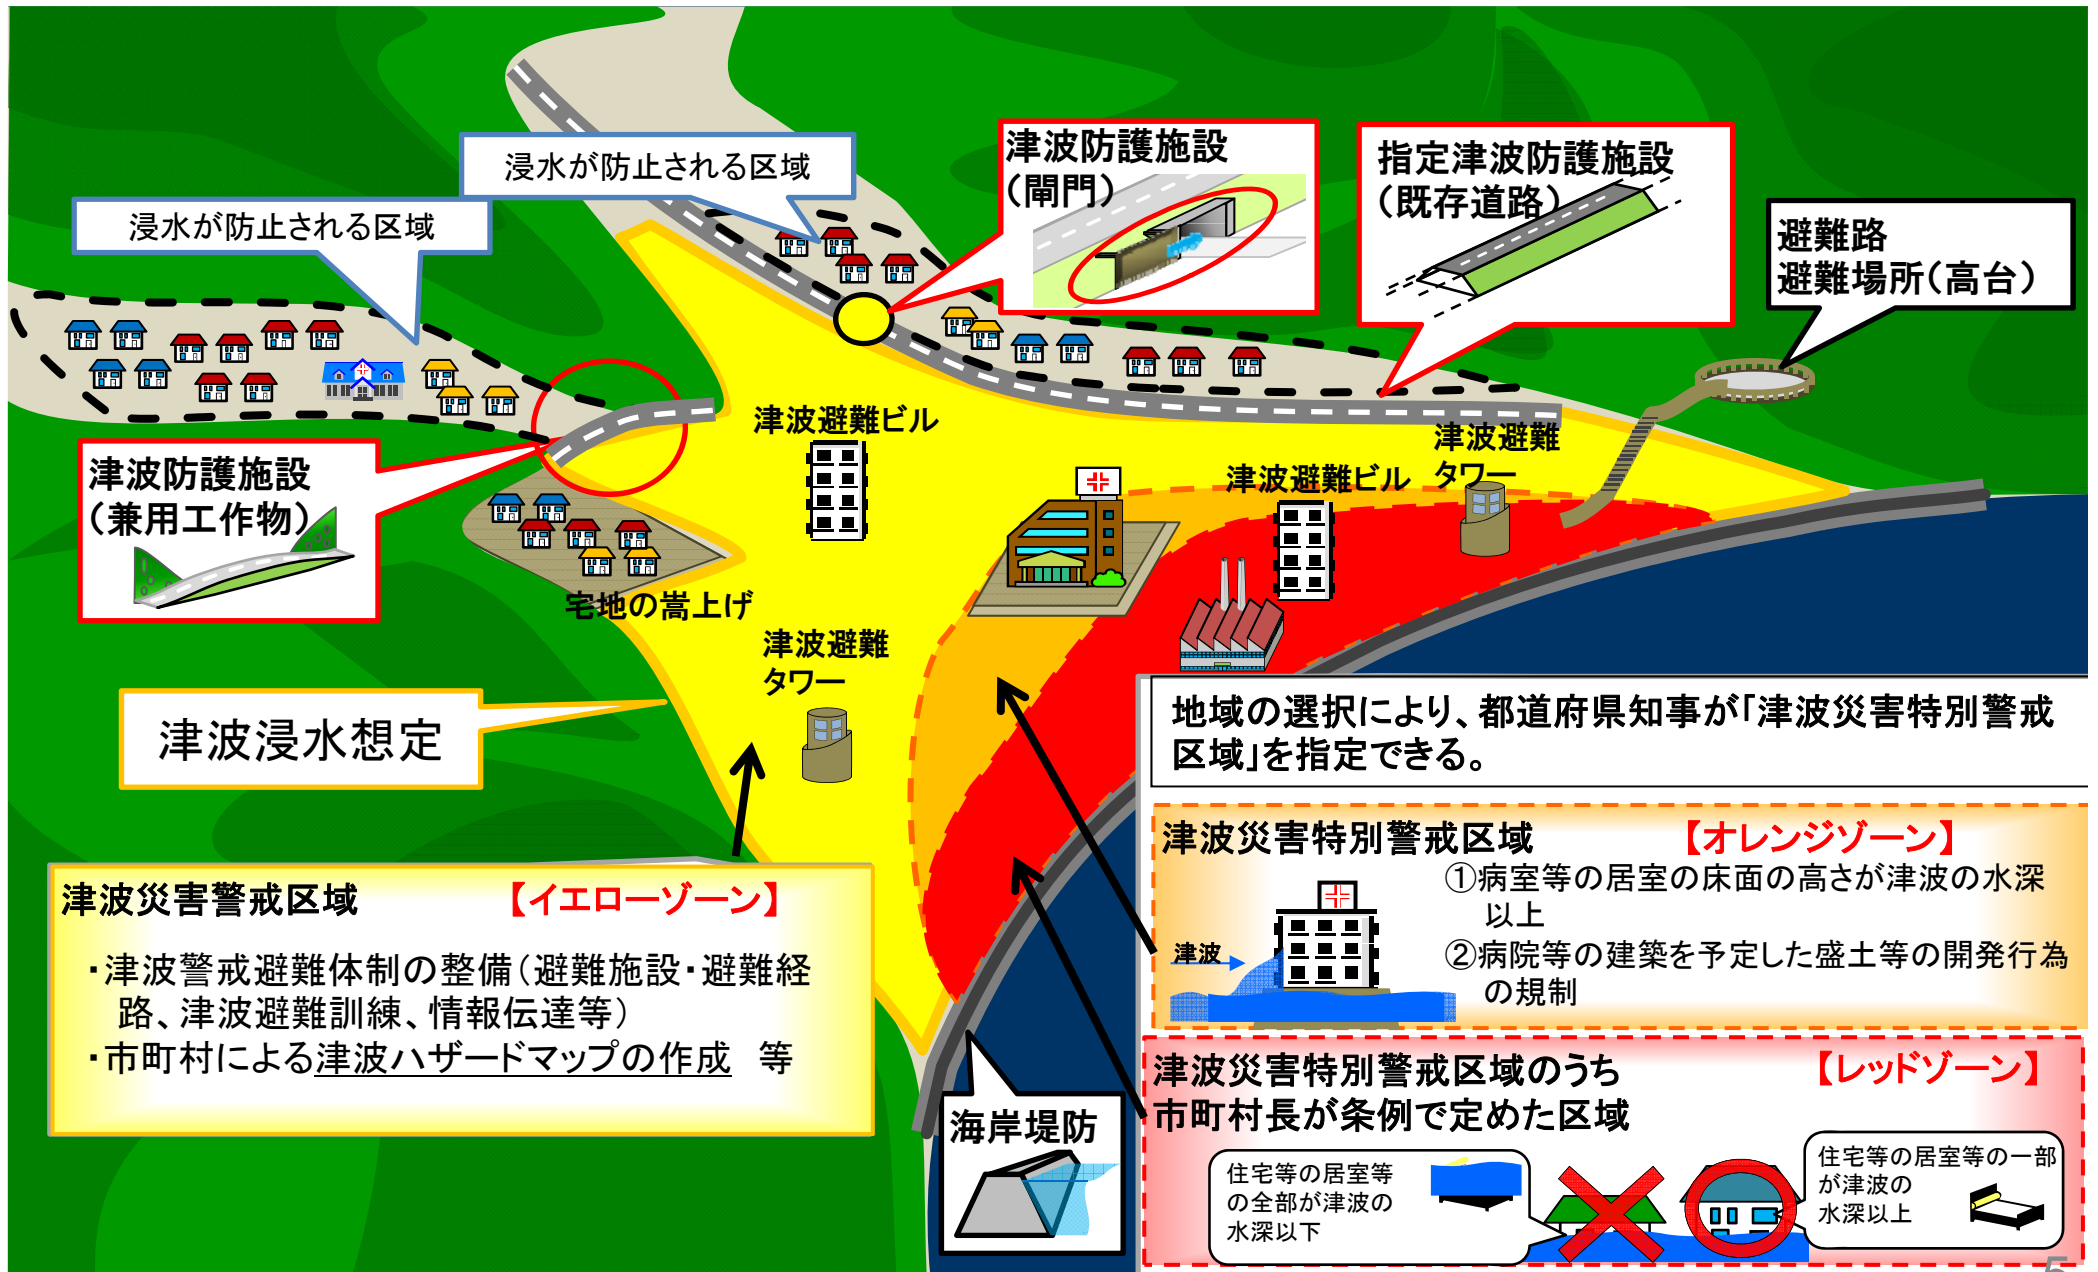 浸水が防止される区域
浸水が防止される区域
津波防護施設
(閘門)
指定津波防護施設
(既存道路)
避難路
避難場所(高台)
津波避難ビル
津波避難
タワー
津波避難ビル
津波防護施設
(兼用工作物)
宅地の嵩上げ
津波避難
タワー
津波浸水想定
地域の選択により、都道府県知事が「津波災害特別警戒
区域」を指定できる。
津波災害特別警戒区域 【オレンジゾーン】
①病室等の居室の床面の高さが津波の水深
以上
②病院等の建築を予定した盛土等の開発行為
の規制
津波
津波災害警戒区域 【イエローゾーン】
・津波警戒避難体制の整備(避難施設・避難経
路、津波避難訓練、情報伝達等)
・市町村による津波ハザードマップの作成　等
津波災害特別警戒区域のうち 【レッドゾーン】
市町村長が条例で定めた区域
海岸堤防
住宅等の居室等
の全部が津波の
水深以下
住宅等の居室等の一部
が津波の
水深以上
5